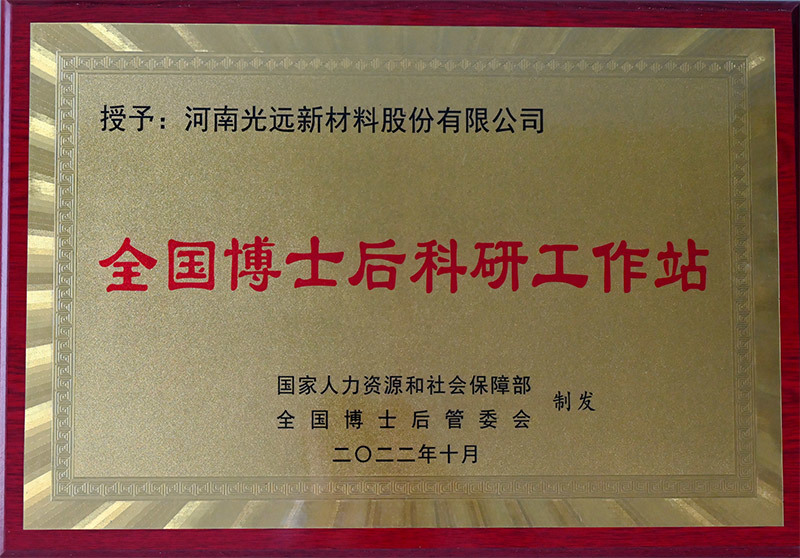 授予：河南光远新材料股份有限公司
全国博士后科研工作站
国家人力资源和社会保障部
全国博士后管委会
制发
二〇二二年十月